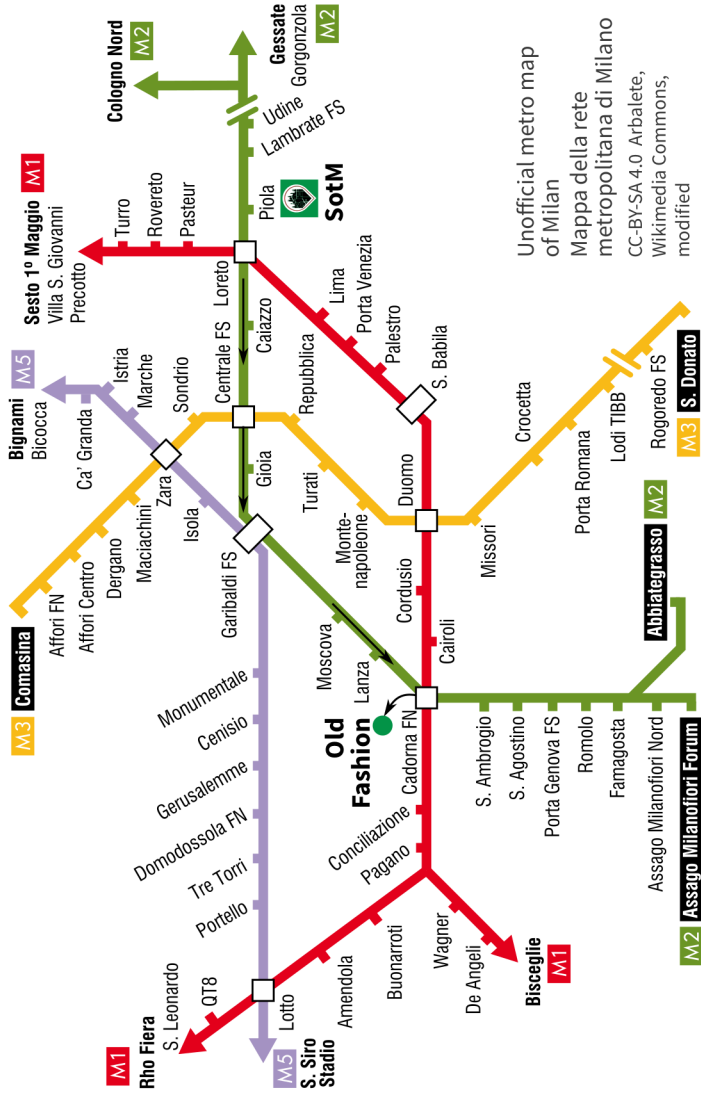 M1
Rho Fiera
S. Leonardo
QT8
Lotto
M5
S. Siro
Stadio
Amendola
Buonarroti
Wagner
De Angeli
Bisceglie
M1
Pagano
Conciliazione
Cadorna FN
Cairoli
Cordusio
Duomo
S. Babila
Palestro
Porta Venezia
Lima
Loreto
Pasteur
Rovereto
Turro
Sesto 1º Maggio
M1
Villa S. Giovanni
Precotto
Portello
Tre Torri
Domodossola FN
Gerusalemme
Cenisio
Monumentale
Garibaldi FS
Isola
Zara
Marche
Istria
Ca' Granda
Bignami
M5
Bicocca
M3
Comasina
Affori FN
Affori Centro
Dergano
Maciachini
Sondrio
Centrale FS
Repubblica
Turati
Monte-
napoleone
Missori
Crocetta
Porta Romana
Lodi TIBB
Rogoredo FS
M3
S. Donato
Cologno Nord
M2
Gessate
M2
Gorgonzola
Udine
Lambrate FS
Piola
SotM
Caiazzo
Gioia
Moscova
Lanza
Old
Fashion
S. Ambrogio
S. Agostino
Porta Genova FS
Romolo
Famagosta
Abbiategrasso
M2
Assago Milanofiori Nord
M2
Assago Milanofiori Forum
Unofficial metro map
of Milan
Mappa della rete
metropolitana di Milano
CC-BY-SA 4.0 Arbalete,
Wikimedia Commons,
modified